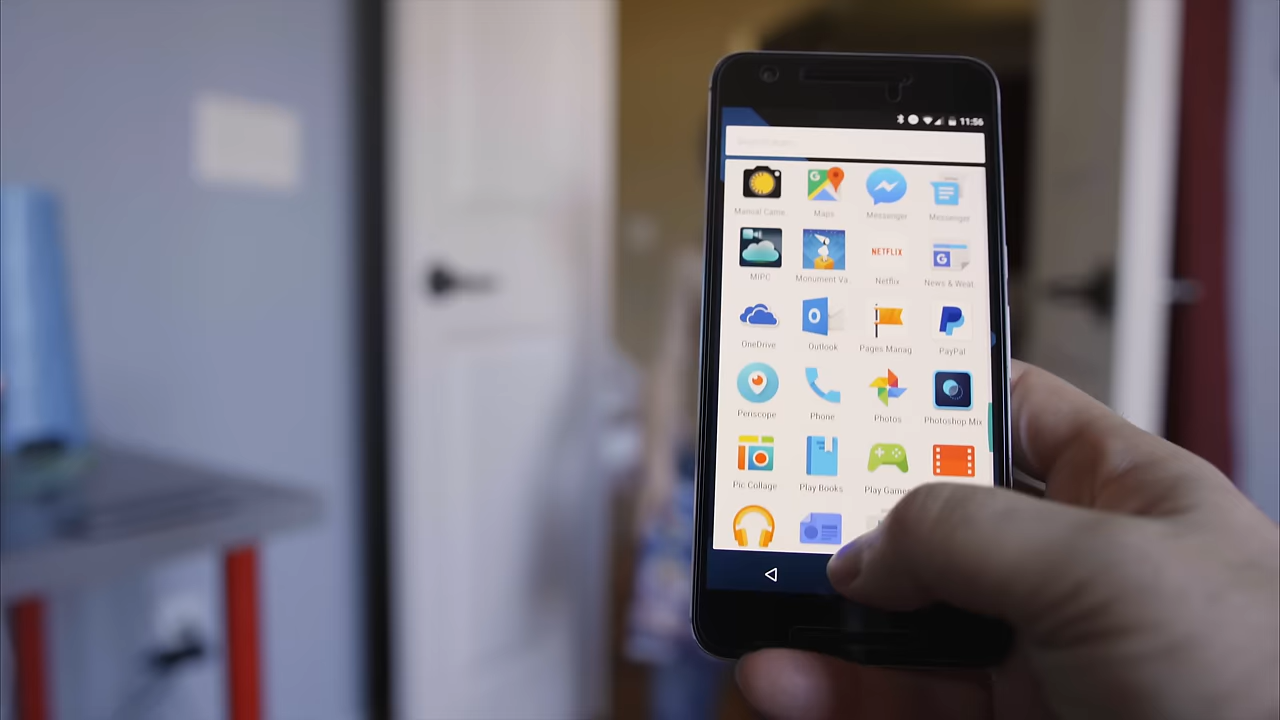 11:56
Manual Came..
Maps
Messenger
Messenger
MIPC
Monument Va..
NETFLIX
Netflix
News & Weat..
OneDrive
Outlook
Pages Manag
PayPal
Periscope
Phone
Photos
Photoshop Mix
Pic Collage
Play Books
Play Game